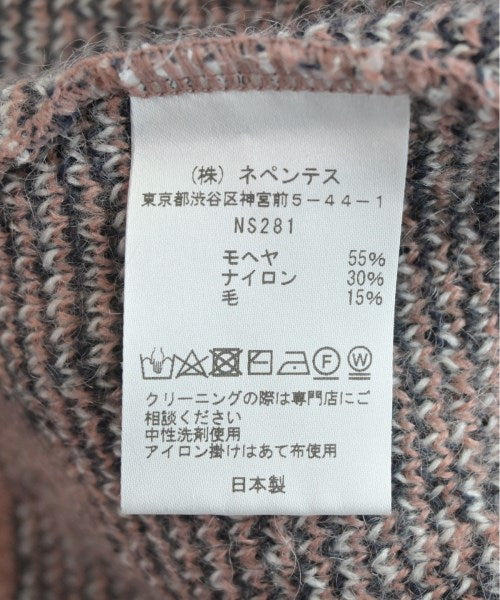 (株) ネペンテス
東京都渋谷区神宮前5-44-1
NS281
モヘヤ 55%
ナイロン 30%
毛 15%
F W
クリーニングの際は専門店にご
相談ください
中性洗剤使用
アイロン掛けはあて布使用
日本製